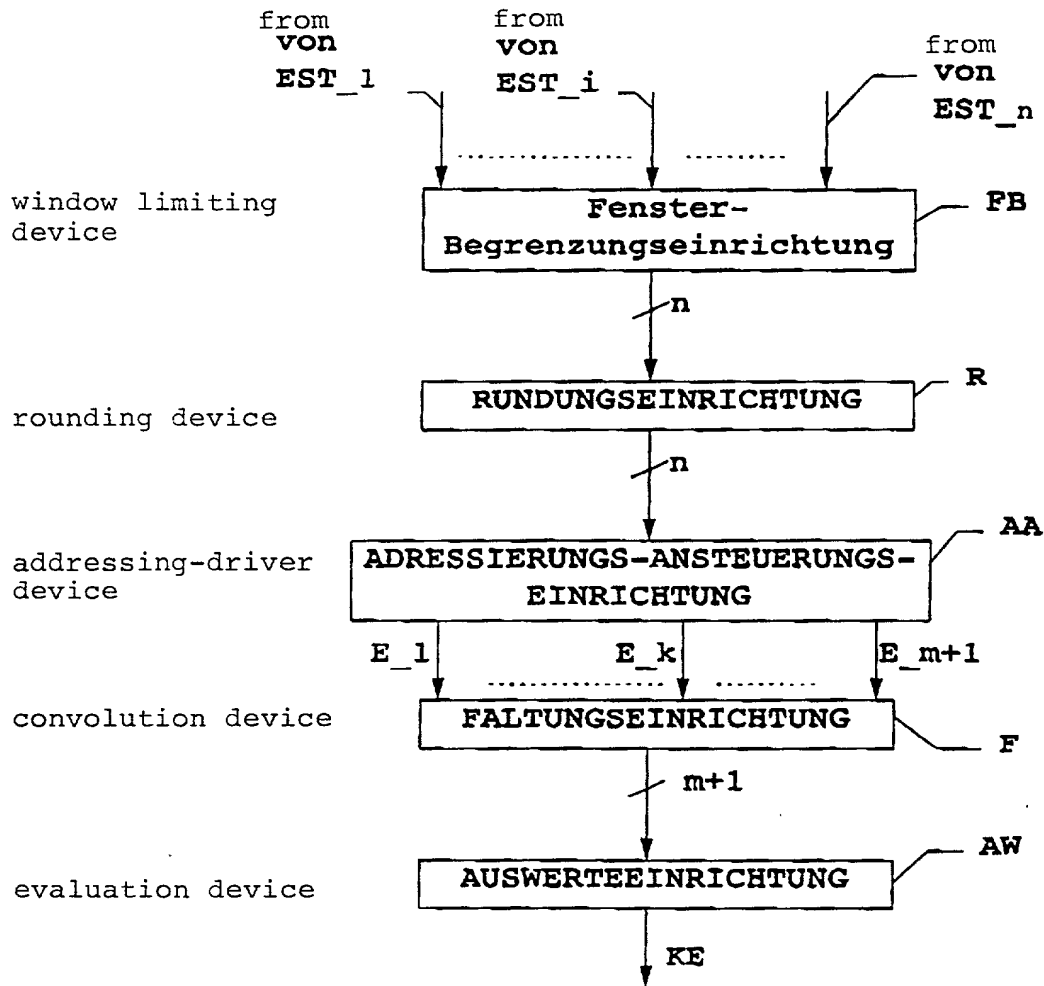 from
von
EST_1
from
von
EST_i
from
von
EST_n
window limiting
device
Fenster-
Begrenzungseinrichtung
FB
n
rounding device
RUNDUNGSEINRICHTUNG
R
n
addressing-driver
device
ADRESSIERUNGS-ANSTEUERUNGS-
EINRICHTUNG
AA
E_1
E_k
E_m+1
convolution device
FALTUNGSEINRICHTUNG
F
m+1
evaluation device
AUSWERTEEINRICHTUNG
AW
KE